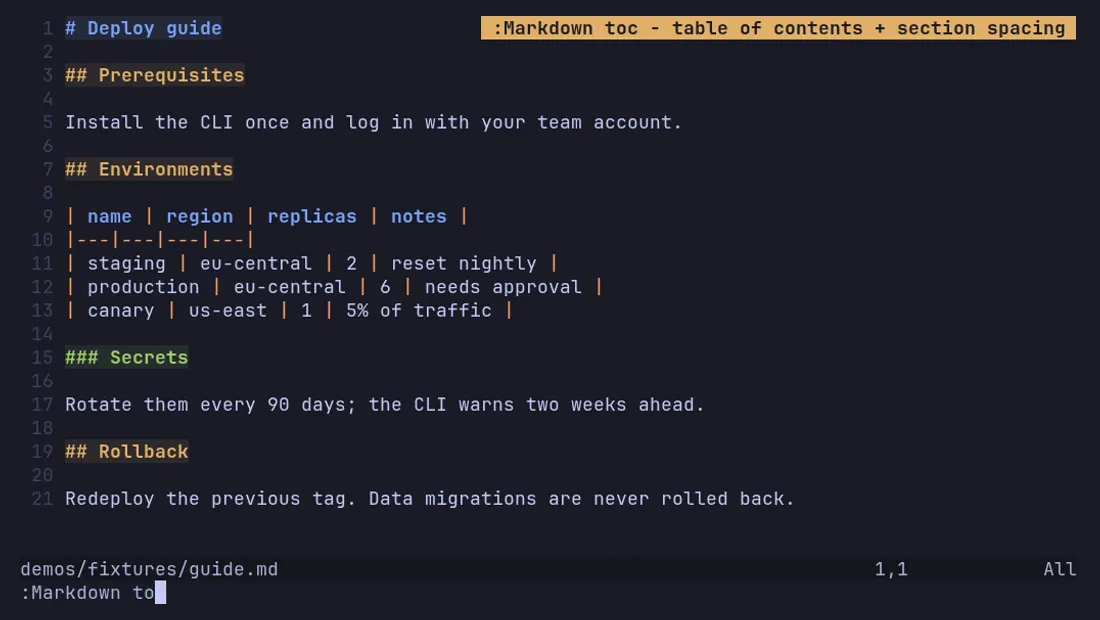 1 # Deploy guide :Markdown toc - table of contents + section spacing
2
3 ## Prerequisites
4
5 Install the CLI once and log in with your team account.
6
7 ## Environments
8
9 | name | region | replicas | notes |
10 |---|---|---|---|
11 | staging | eu-central | 2 | reset nightly |
12 | production | eu-central | 6 | needs approval |
13 | canary | us-east | 1 | 5% of traffic |
14
15 ### Secrets
16
17 Rotate them every 90 days; the CLI warns two weeks ahead.
18
19 ## Rollback
20
21 Redeploy the previous tag. Data migrations are never rolled back.
demos/fixtures/guide.md 1,1 All
:Markdown to